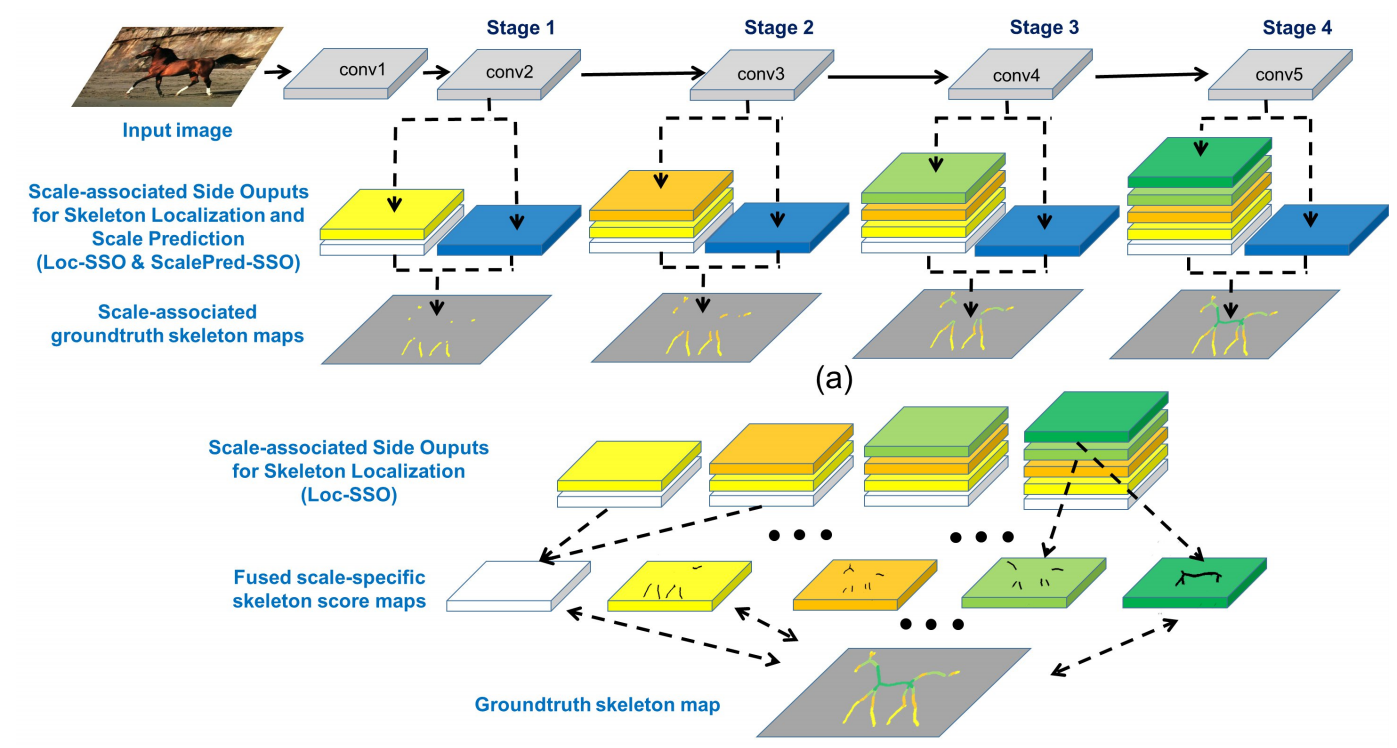 Stage 1
Stage 2
Stage 3
Stage 4
conv1
conv2
conv3
conv4
conv5
Input image
Scale-associated Side Ouputs
for Skeleton Localization and
Scale Prediction
(Loc-SSO & ScalePred-SSO)
Scale-associated
groundtruth skeleton maps
(a)
Scale-associated Side Ouputs
for Skeleton Localization
(Loc-SSO)
Fused scale-specific
skeleton score maps
Groundtruth skeleton map